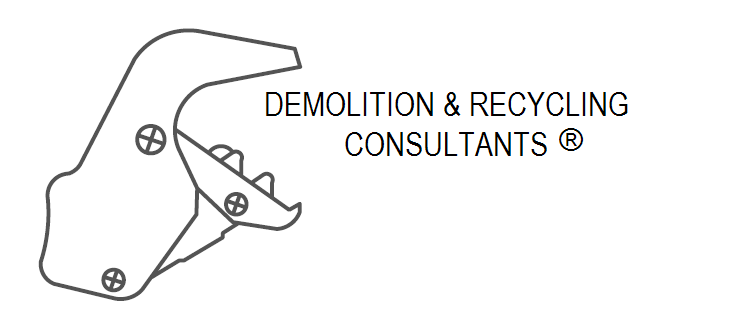 DEMOLITION & RECYCLING
CONSULTANTS ®